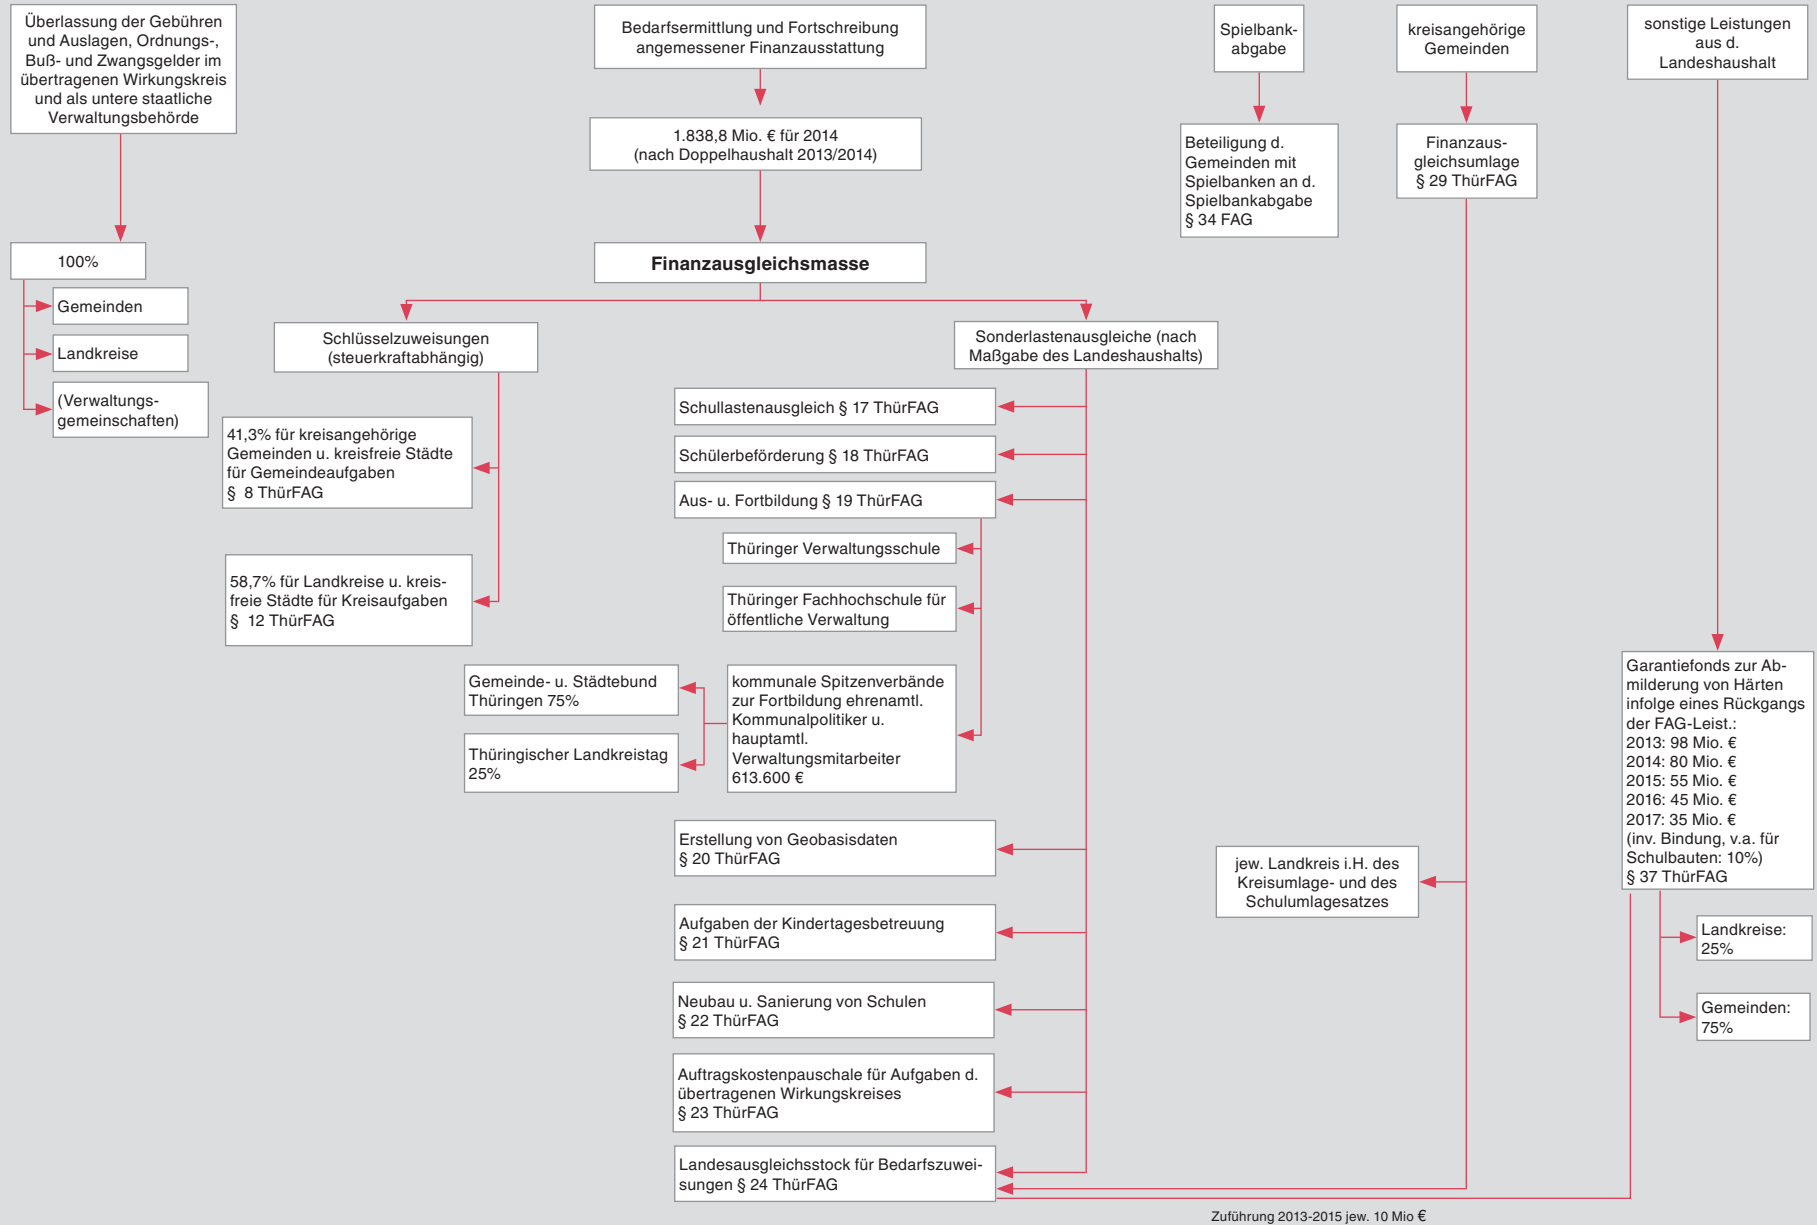 Überlassung der Gebühren
und Auslagen, Ordnungs-,
Buß- und Zwangsgelder im
übertragenen Wirkungskreis
und als untere staatliche
Verwaltungsbehörde
100%
Gemeinden
Landkreise
(Verwaltungs-
gemeinschaften)
Bedarfsermittlung und Fortschreibung
angemessener Finanzausstattung
1.838,8 Mio. € für 2014
(nach Doppelhaushalt 2013/2014)
Finanzausgleichsmasse
Schlüsselzuweisungen
(steuerkraftabhängig)
41,3% für kreisangehörige
Gemeinden u. kreisfreie Städte
für Gemeindeaufgaben
§ 8 ThürFAG
58,7% für Landkreise u. kreis-
freie Städte für Kreisaufgaben
§ 12 ThürFAG
Sonderlastenausgleiche (nach
Maßgabe des Landeshaushalts)
Schullastenausgleich § 17 ThürFAG
Schülerbeförderung § 18 ThürFAG
Aus- u. Fortbildung § 19 ThürFAG
Thüringer Verwaltungsschule
Thüringer Fachhochschule für
öffentliche Verwaltung
kommunale Spitzenverbände
zur Fortbildung ehrenamtl.
Kommunalpolitiker u.
hauptamtl.
Verwaltungsmitarbeiter
613.600 €
Gemeinde- u. Städtebund
Thüringen 75%
Thüringischer Landkreistag
25%
Erstellung von Geobasisdaten
§ 20 ThürFAG
Aufgaben der Kindertagesbetreuung
§ 21 ThürFAG
Neubau u. Sanierung von Schulen
§ 22 ThürFAG
Auftragskostenpauschale für Aufgaben d.
übertragenen Wirkungskreises
§ 23 ThürFAG
Landesausgleichsstock für Bedarfszuwei-
sungen § 24 ThürFAG
Spielbank-
abgabe
Beteiligung d.
Gemeinden mit
Spielbanken an d.
Spielbankabgabe
§ 34 FAG
kreisangehörige
Gemeinden
Finanzaus-
gleichsumlage
§ 29 ThürFAG
jew. Landkreis i.H. des
Kreisumlage- und des
Schulumlagesatzes
sonstige Leistungen
aus d.
Landeshaushalt
Garantiefonds zur Ab-
milderung von Härten
infolge eines Rückgangs
der FAG-Leist.:
2013: 98 Mio. €
2014: 80 Mio. €
2015: 55 Mio. €
2016: 45 Mio. €
2017: 35 Mio. €
(inv. Bindung, v.a. für
Schulbauten: 10%)
§ 37 ThürFAG
Landkreise:
25%
Gemeinden:
75%
Zuführung 2013-2015 jew. 10 Mio €